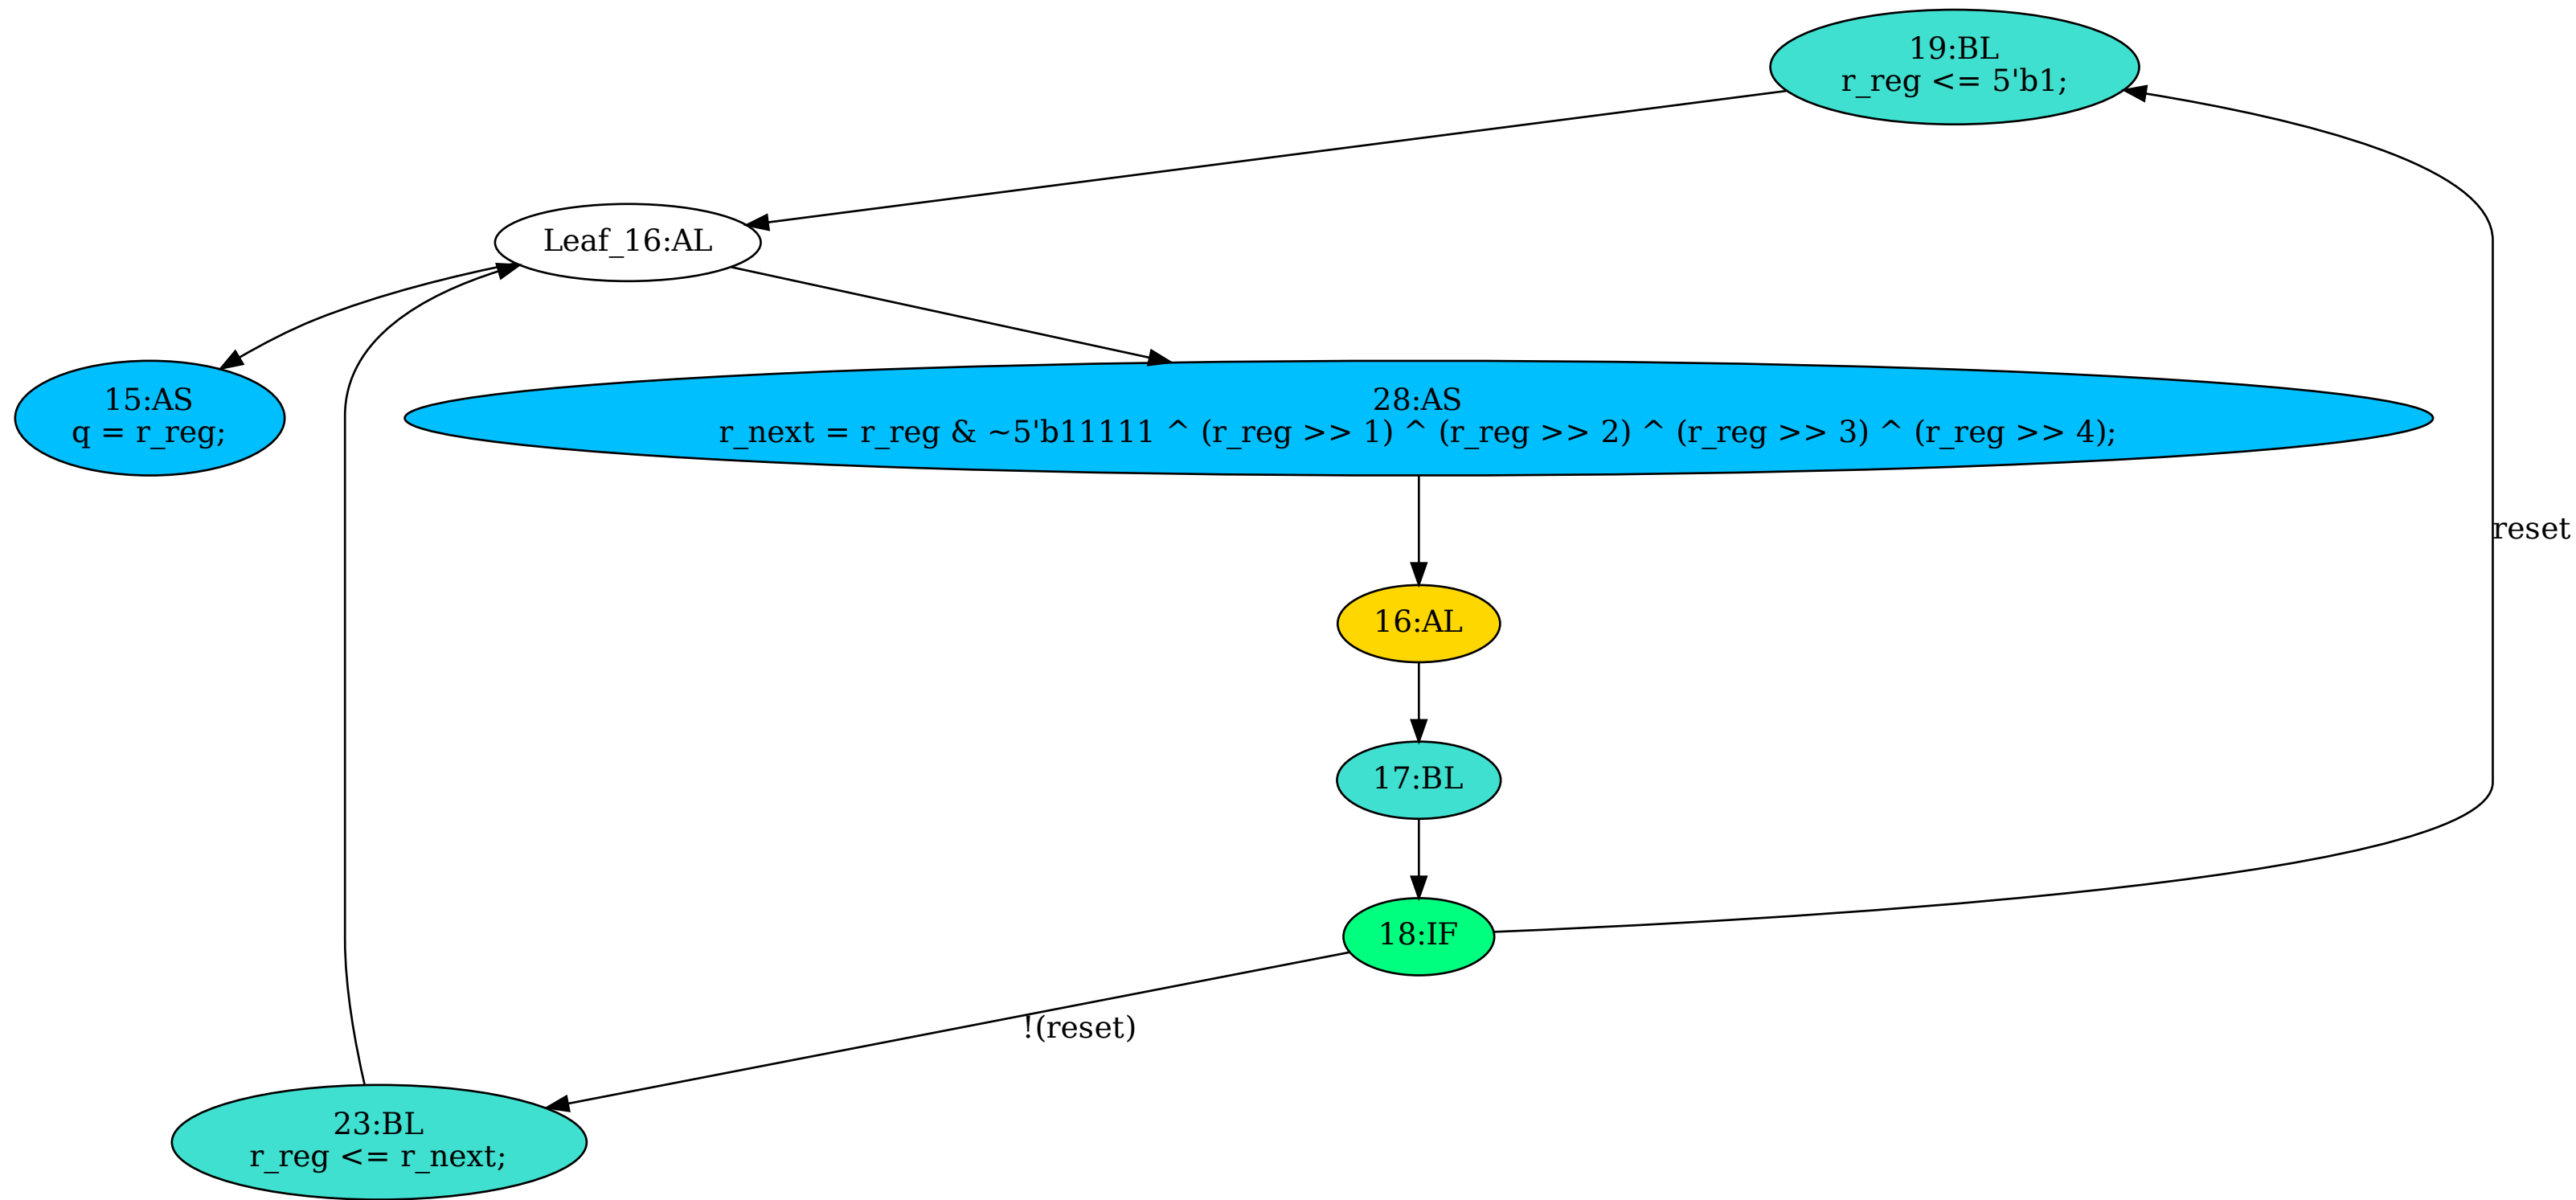 19:BL
r_reg <= 5'b1;
Leaf_16:AL
15:AS
q = r_reg;
28:AS
r_next = r_reg & ~5'b11111 ^ (r_reg >> 1) ^ (r_reg >> 2) ^ (r_reg >> 3) ^ (r_reg >> 4);
reset
16:AL
17:BL
18:IF
!(reset)
23:BL
r_reg <= r_next;